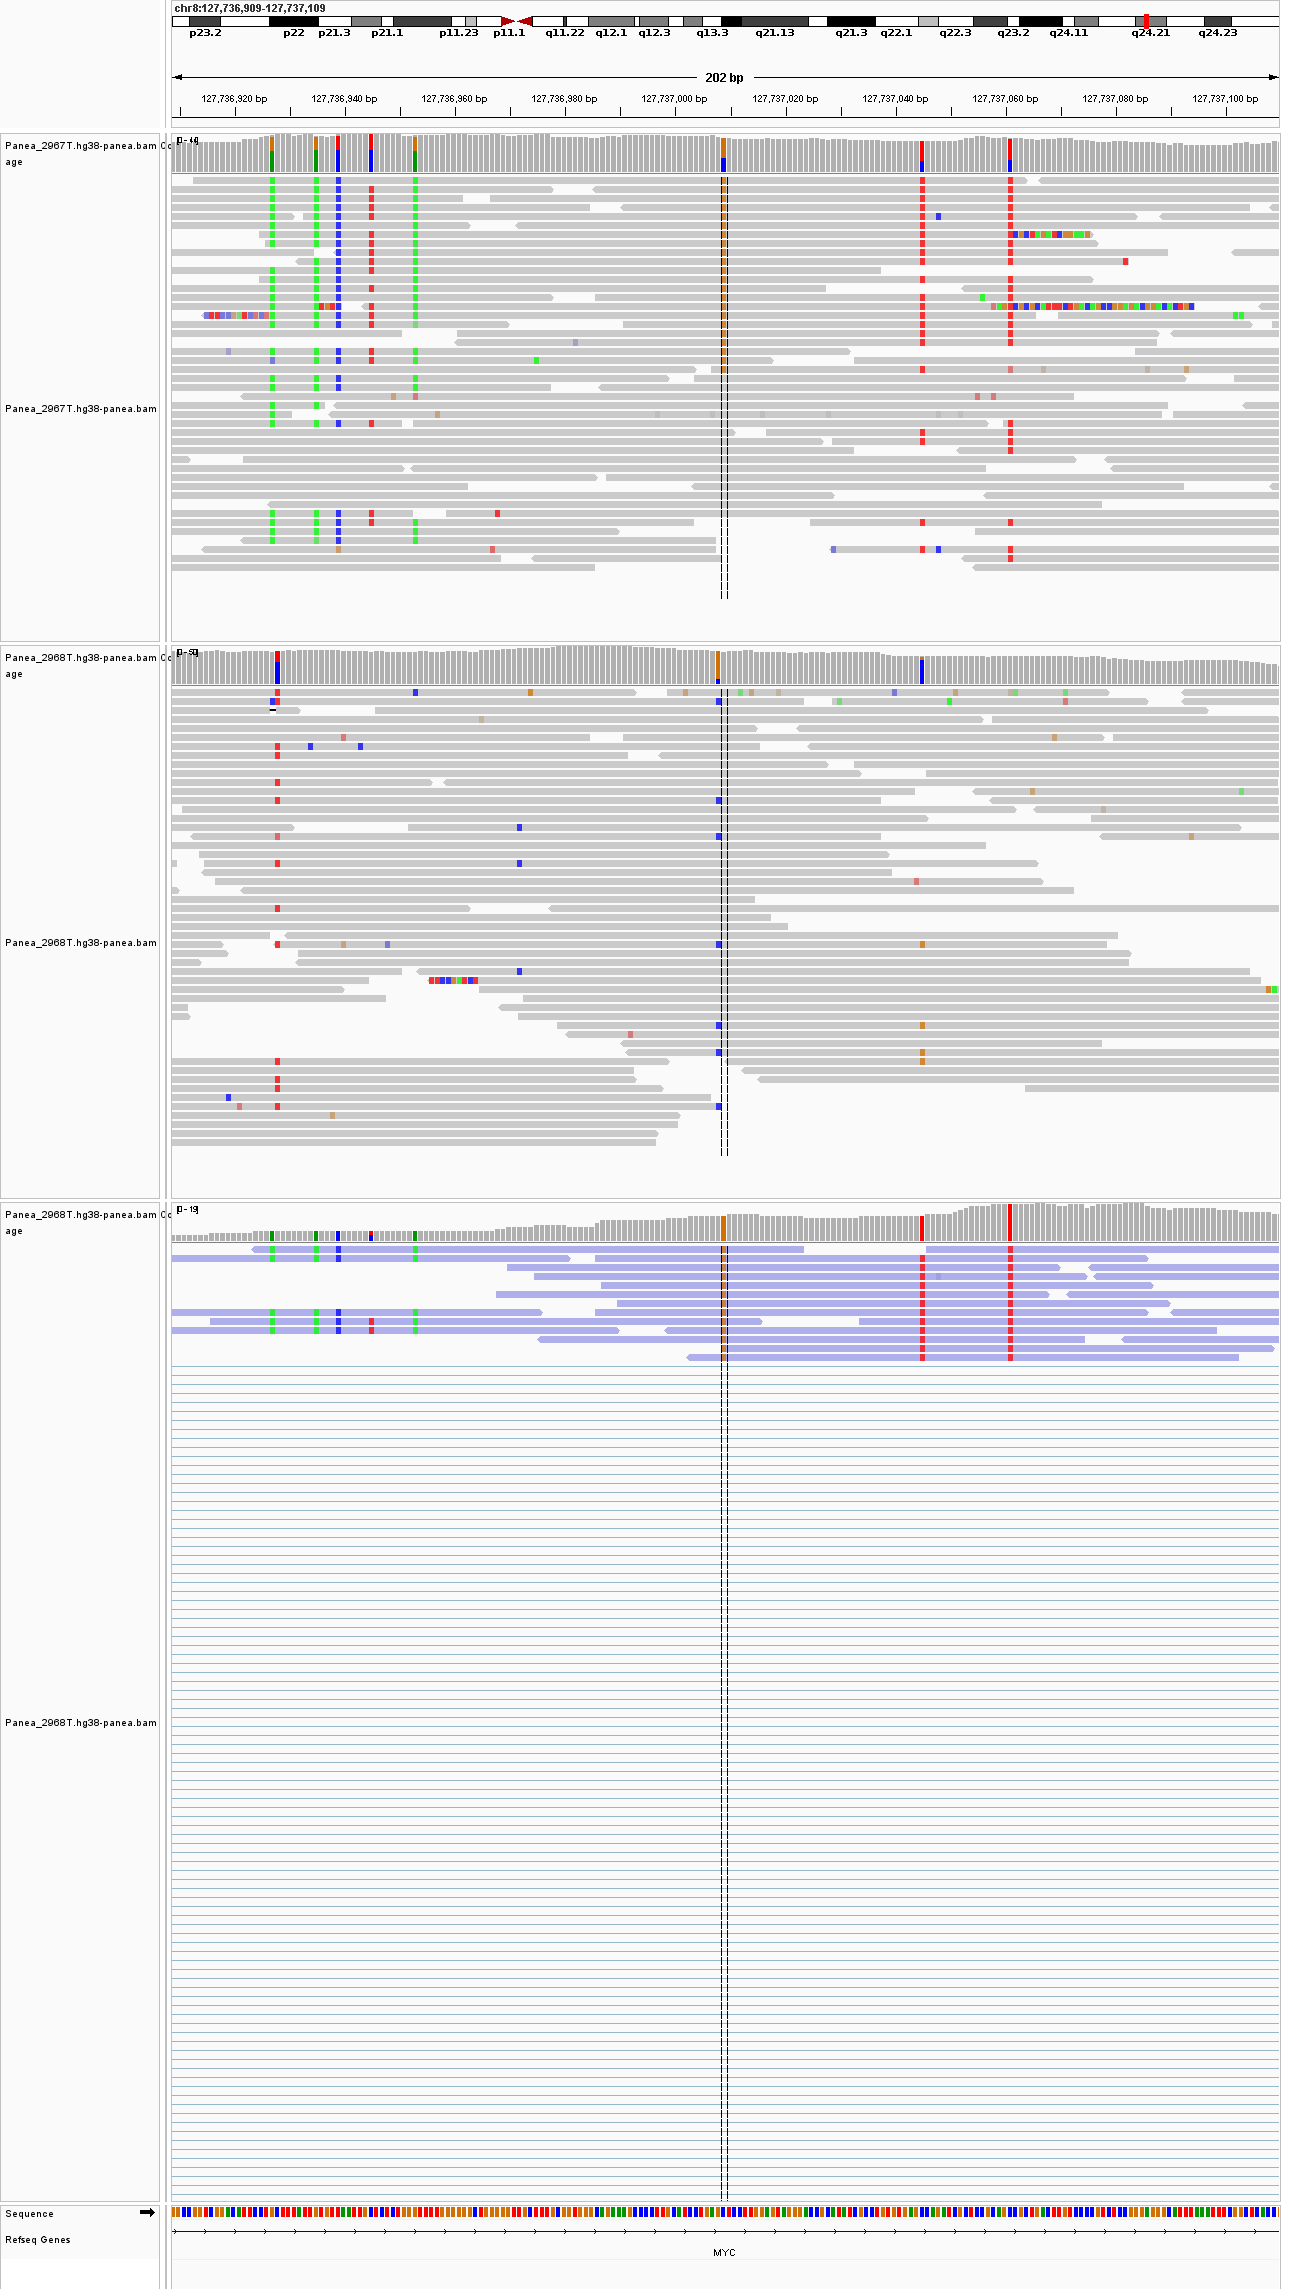 chr8:127,736,909-127,737,109
p23.2 p22 p21.3 p21.1 p11.23 p11.1 q11.22 q12.1 q12.3 q13.3 q21.13 q21.3 q22.1 q22.3 q23.2 q24.11 q24.21 q24.23
202 bp
127,736,920 bp 127,736,940 bp 127,736,960 bp 127,736,980 bp 127,737,000 bp 127,737,020 bp 127,737,040 bp 127,737,060 bp 127,737,080 bp 127,737,100 bp
Panea_2967T.hg38-panea.bam Co
age
Panea_2967T.hg38-panea.bam
[0-50]
Panea_2968T.hg38-panea.bam Co
age
Panea_2968T.hg38-panea.bam
[0-19]
Panea_2968T.hg38-panea.bam Co
age
Panea_2968T.hg38-panea.bam
Sequence
Refseq Genes
MYC